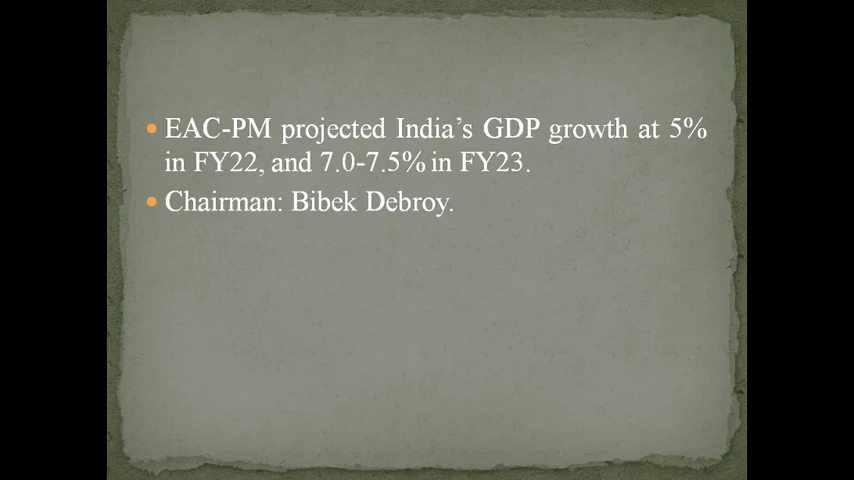 • EAC-PM projected India's GDP growth at 5%
in FY22, and 7.0-7.5% in FY23.
• Chairman: Bibek Debroy.